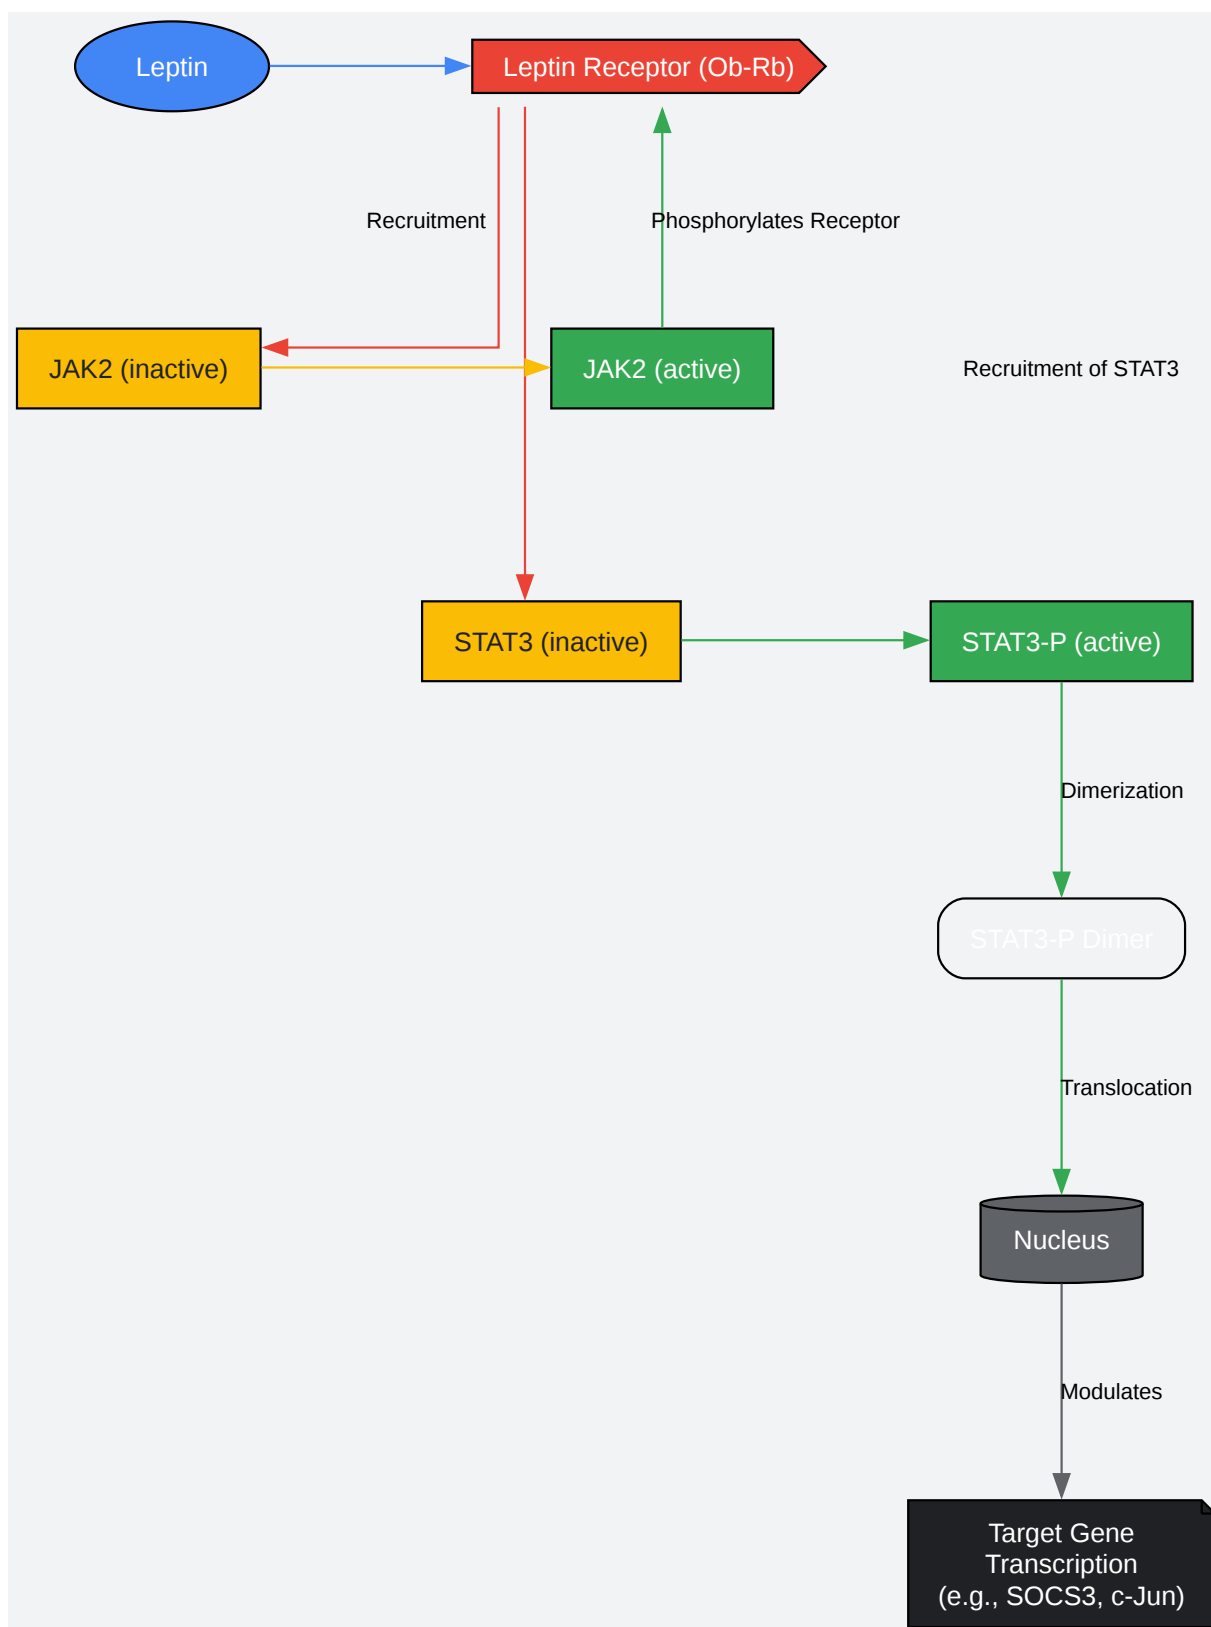 Leptin
Leptin Receptor (Ob-Rb)
Recruitment
Phosphorylates Receptor
JAK2 (inactive)
JAK2 (active)
Recruitment of STAT3
STAT3 (inactive)
STAT3-P (active)
Dimerization
STAT3-P Dimer
Translocation
Nucleus
Modulates
Target Gene
Transcription
(e.g., SOCS3, c-Jun)